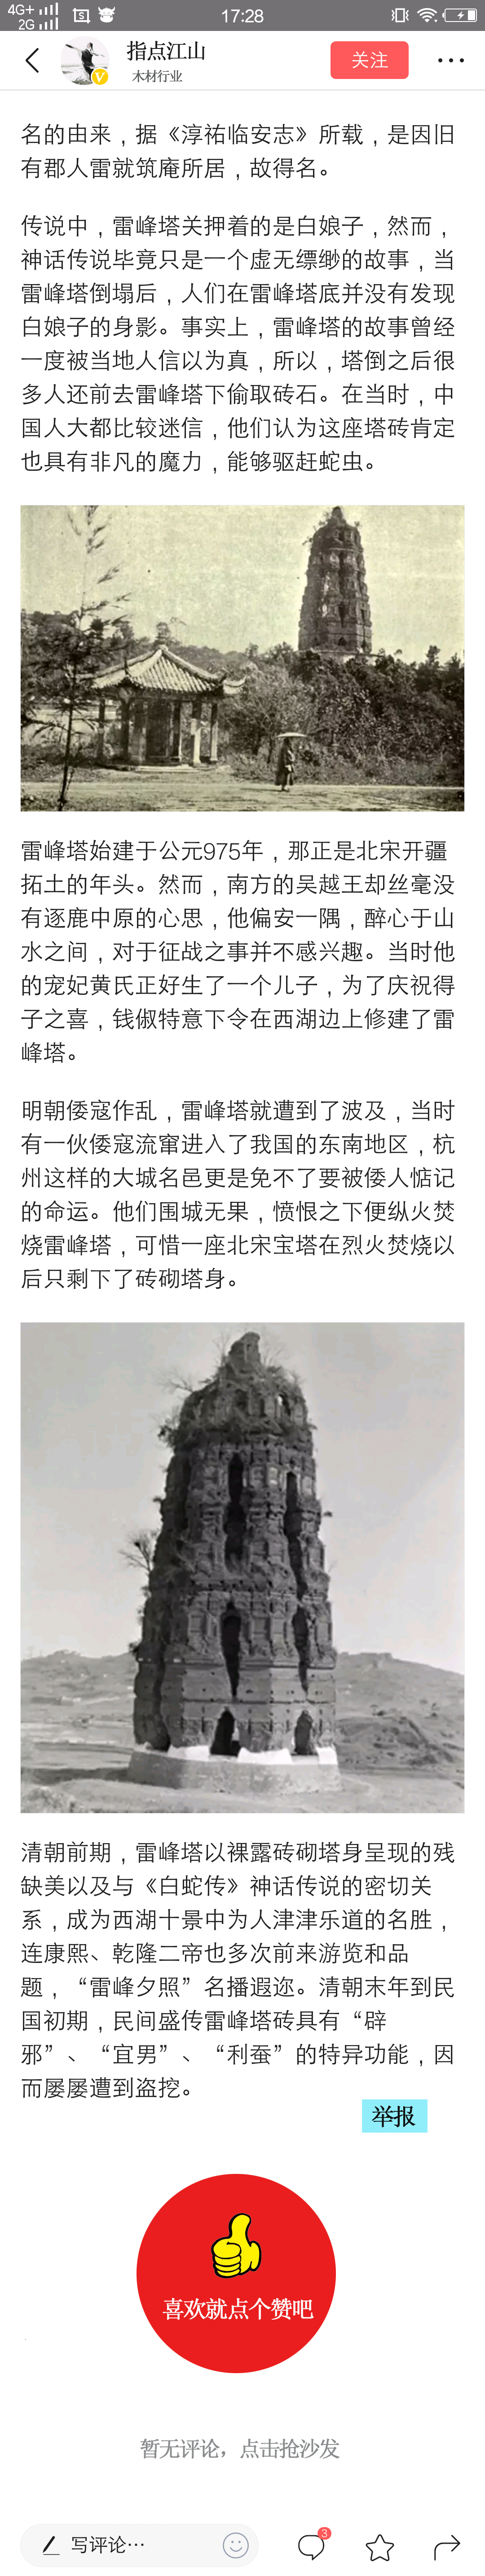 4G+
2G
17:28
指点江山
木材行业
关注
名的由来，据《淳祐临安志》所载，是因旧
有郡人雷就筑庵所居，故得名。
传说中，雷峰塔关押着的是白娘子，然而，
神话传说毕竟只是一个虚无缥缈的故事，当
雷峰塔倒塌后，人们在雷峰塔底并没有发现
白娘子的身影。事实上，雷峰塔的故事曾经
一度被当地人信以为真，所以，塔倒之后很
多人还前去雷峰塔下偷取砖石。在当时，中
国人大都比较迷信，他们认为这座塔砖肯定
也具有非凡的魔力，能够驱赶蛇虫。
雷峰塔始建于公元975年，那正是北宋开疆
拓土的年头。然而，南方的吴越王却丝毫没
有逐鹿中原的心思，他偏安一隅，醉心于山
水之间，对于征战之事并不感兴趣。当时他
的宠妃黄氏正好生了一个儿子，为了庆祝得
子之喜，钱俶特意下令在西湖边上修建了雷
峰塔。
明朝倭寇作乱，雷峰塔就遭到了波及，当时
有一伙倭寇流窜进入了我国的东南地区，杭
州这样的大城名邑更是免不了要被倭人惦记
的命运。他们围城无果，愤恨之下便纵火焚
烧雷峰塔，可惜一座北宋宝塔在烈火焚烧以
后只剩下了砖砌塔身。
清朝前期，雷峰塔以裸露砖砌塔身呈现的残
缺美以及与《白蛇传》神话传说的密切关
系，成为西湖十景中为人津津乐道的名胜，
连康熙、乾隆二帝也多次前来游览和品
题，“雷峰夕照”名播遐迩。清朝末年到民
国初期，民间盛传雷峰塔砖具有“辟
邪”、“宜男”、“利蚕”的特异功能，因
而屡屡遭到盗挖。
举报
喜欢就点个赞吧
暂无评论，点击抢沙发
写评论…
3